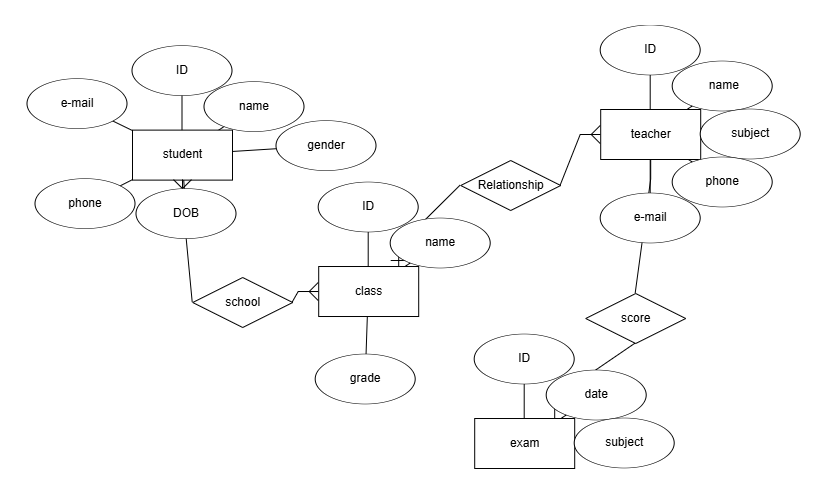 ID
ID
name
e-mail
name
subject
teacher
gender
student
phone
Relationship
phone
ID
DOB
e-mail
name
class
school
score
ID
grade
date
exam
subject